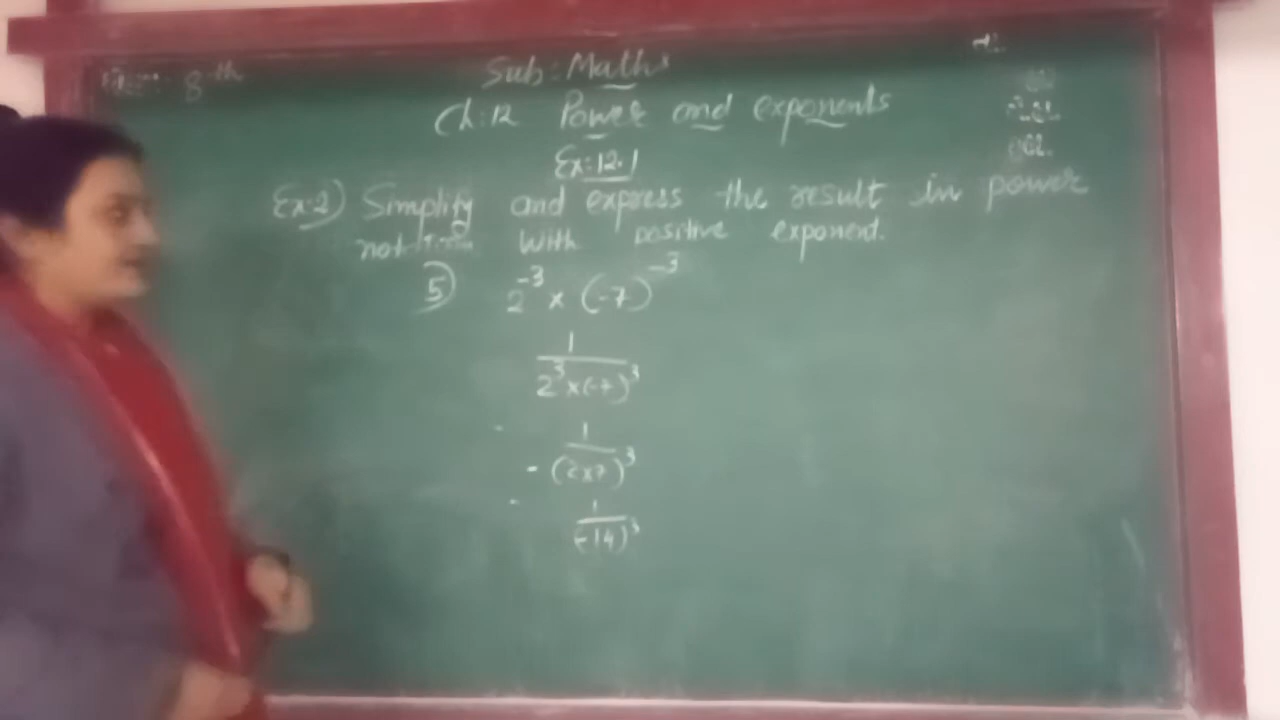 8th
Sub: Maths
Ch:12 Power and exponents
Ex:12.1
Ex:2) Simplify and express the result in power
notation with positive exponent.
5) 2^-3 × (-7)^-3
1
2^3 × (-7)^3
1
- (2×7)^3
1
(-14)^3